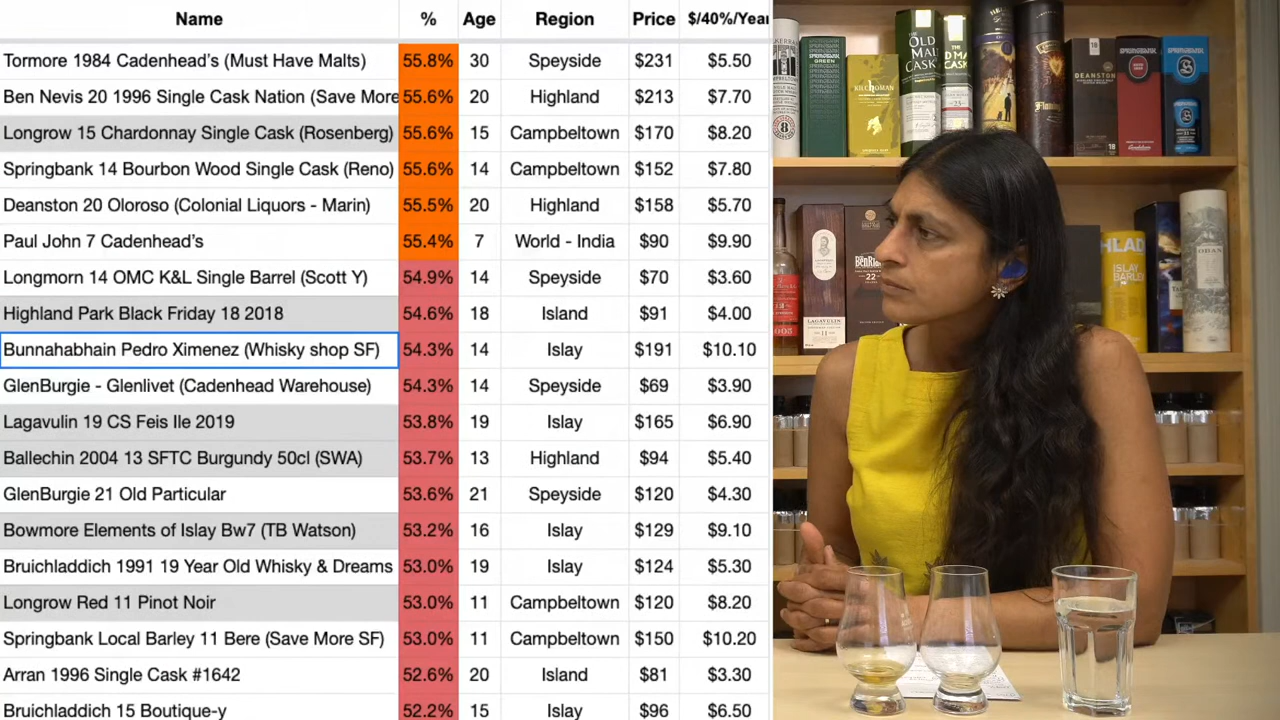 Name % Age Region Price $/40%/Year
Tormore 1984 Cadenhead's (Must Have Malts) 55.8% 30 Speyside $231 $5.50
Ben Nevis 20 1996 Single Cask Nation (Save More 55.6% 20 Highland $213 $7.70
Longrow 15 Chardonnay Single Cask (Rosenberg) 55.6% 15 Campbeltown $170 $8.20
Springbank 14 Bourbon Wood Single Cask (Reno) 55.6% 14 Campbeltown $152 $7.80
Deanston 20 Oloroso (Colonial Liquors - Marin) 55.5% 20 Highland $158 $5.70
Paul John 7 Cadenhead's 55.4% 7 World - India $90 $9.90
Longmorn 14 OMC K&L Single Barrel (Scott Y) 54.9% 14 Speyside $70 $3.60
Highland Park Black Friday 18 2018 54.6% 18 Island $91 $4.00
Bunnahabhain Pedro Ximenez (Whisky shop SF) 54.3% 14 Islay $191 $10.10
GlenBurgie - Glenlivet (Cadenhead Warehouse) 54.3% 14 Speyside $69 $3.90
Lagavulin 19 CS Feis Ile 2019 53.8% 19 Islay $165 $6.90
Ballechin 2004 13 SFTC Burgundy 50cl (SWA) 53.7% 13 Highland $94 $5.40
GlenBurgie 21 Old Particular 53.6% 21 Speyside $120 $4.30
Bowmore Elements of Islay Bw7 (TB Watson) 53.2% 16 Islay $129 $9.10
Bruichladdich 1991 19 Year Old Whisky & Dreams 53.0% 19 Islay $124 $5.30
Longrow Red 11 Pinot Noir 53.0% 11 Campbeltown $120 $8.20
Springbank Local Barley 11 Bere (Save More SF) 53.0% 11 Campbeltown $150 $10.20
Arran 1996 Single Cask #1642 52.6% 20 Island $81 $3.30
Bruichladdich 15 Boutique-y 52.2% 15 Islay $96 $6.50
8
SPRINGBANK
GREEN
KILCHOMAN
THE
OLD
MALT
CASK
DEANSTON
18
SPRINGBANK
LAGAVULIN
11
BENRIACH
22
ISLAY
BARLEY
OBAN